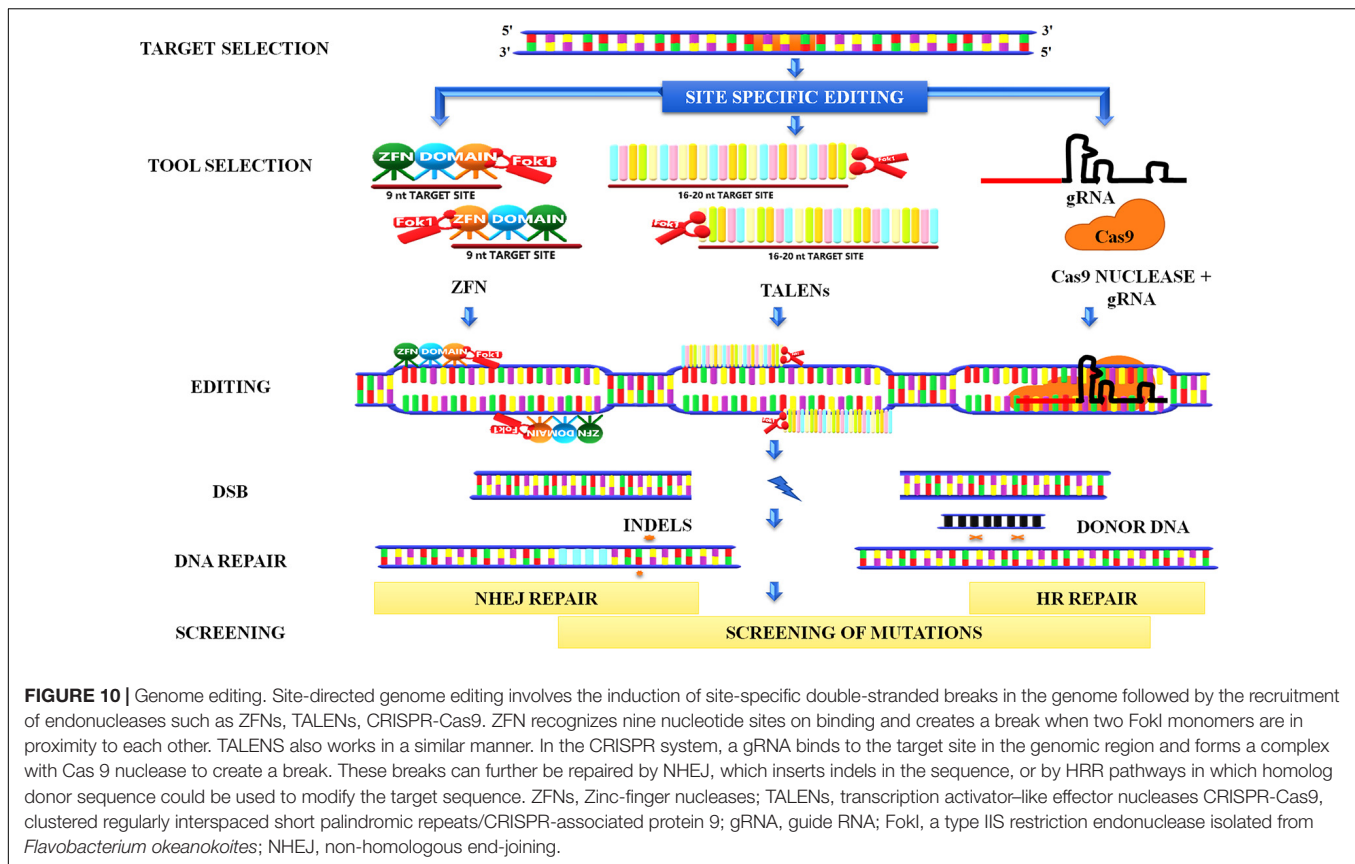 TARGET SELECTION
5' 3'
3' 5'
SITE SPECIFIC EDITING
TOOL SELECTION
ZFN DOMAIN Fok1
9 nt TARGET SITE
Fok1 ZFN DOMAIN
9 nt TARGET SITE
ZFN
Fok1
16-20 nt TARGET SITE
Fok1
16-20 nt TARGET SITE
TALENs
gRNA
Cas9
Cas9 NUCLEASE +
gRNA
EDITING
ZFN DOMAIN Fok1
Fok1 DOMAIN ZFN
DSB
INDELS
DONOR DNA
DNA REPAIR
NHEJ REPAIR
HR REPAIR
SCREENING
SCREENING OF MUTATIONS
FIGURE 10 | Genome editing. Site-directed genome editing involves the induction of site-specific double-stranded breaks in the genome followed by the recruitment
of endonucleases such as ZFNs, TALENs, CRISPR-Cas9. ZFN recognizes nine nucleotide sites on binding and creates a break when two FokI monomers are in
proximity to each other. TALENS also works in a similar manner. In the CRISPR system, a gRNA binds to the target site in the genomic region and forms a complex
with Cas 9 nuclease to create a break. These breaks can further be repaired by NHEJ, which inserts indels in the sequence, or by HRR pathways in which homolog
donor sequence could be used to modify the target sequence. ZFNs, Zinc-finger nucleases; TALENs, transcription activator–like effector nucleases CRISPR-Cas9,
clustered regularly interspaced short palindromic repeats/CRISPR-associated protein 9; gRNA, guide RNA; FokI, a type IIS restriction endonuclease isolated from
Flavobacterium okeanokoites; NHEJ, non-homologous end-joining.